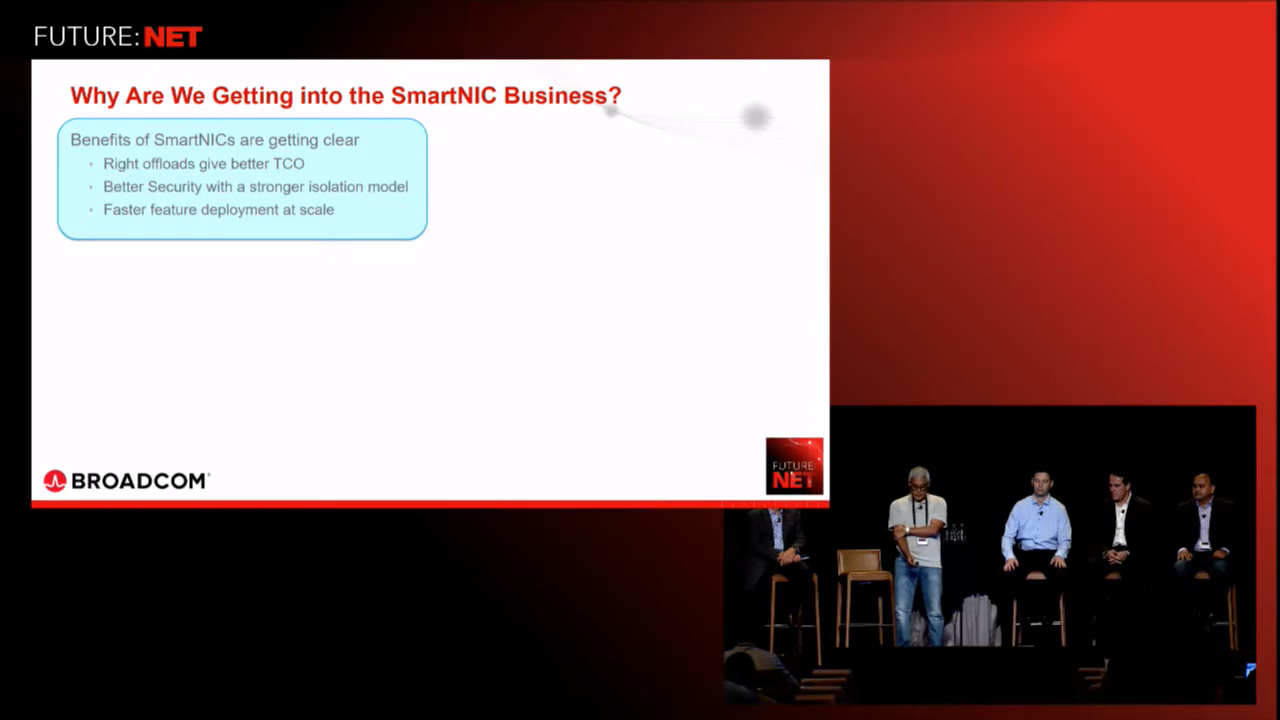 FUTURE:NET
Why Are We Getting into the SmartNIC Business?
Benefits of SmartNICs are getting clear
· Right offloads give better TCO
· Better Security with a stronger isolation model
· Faster feature deployment at scale
BROADCOM®
FUTURE:
NET